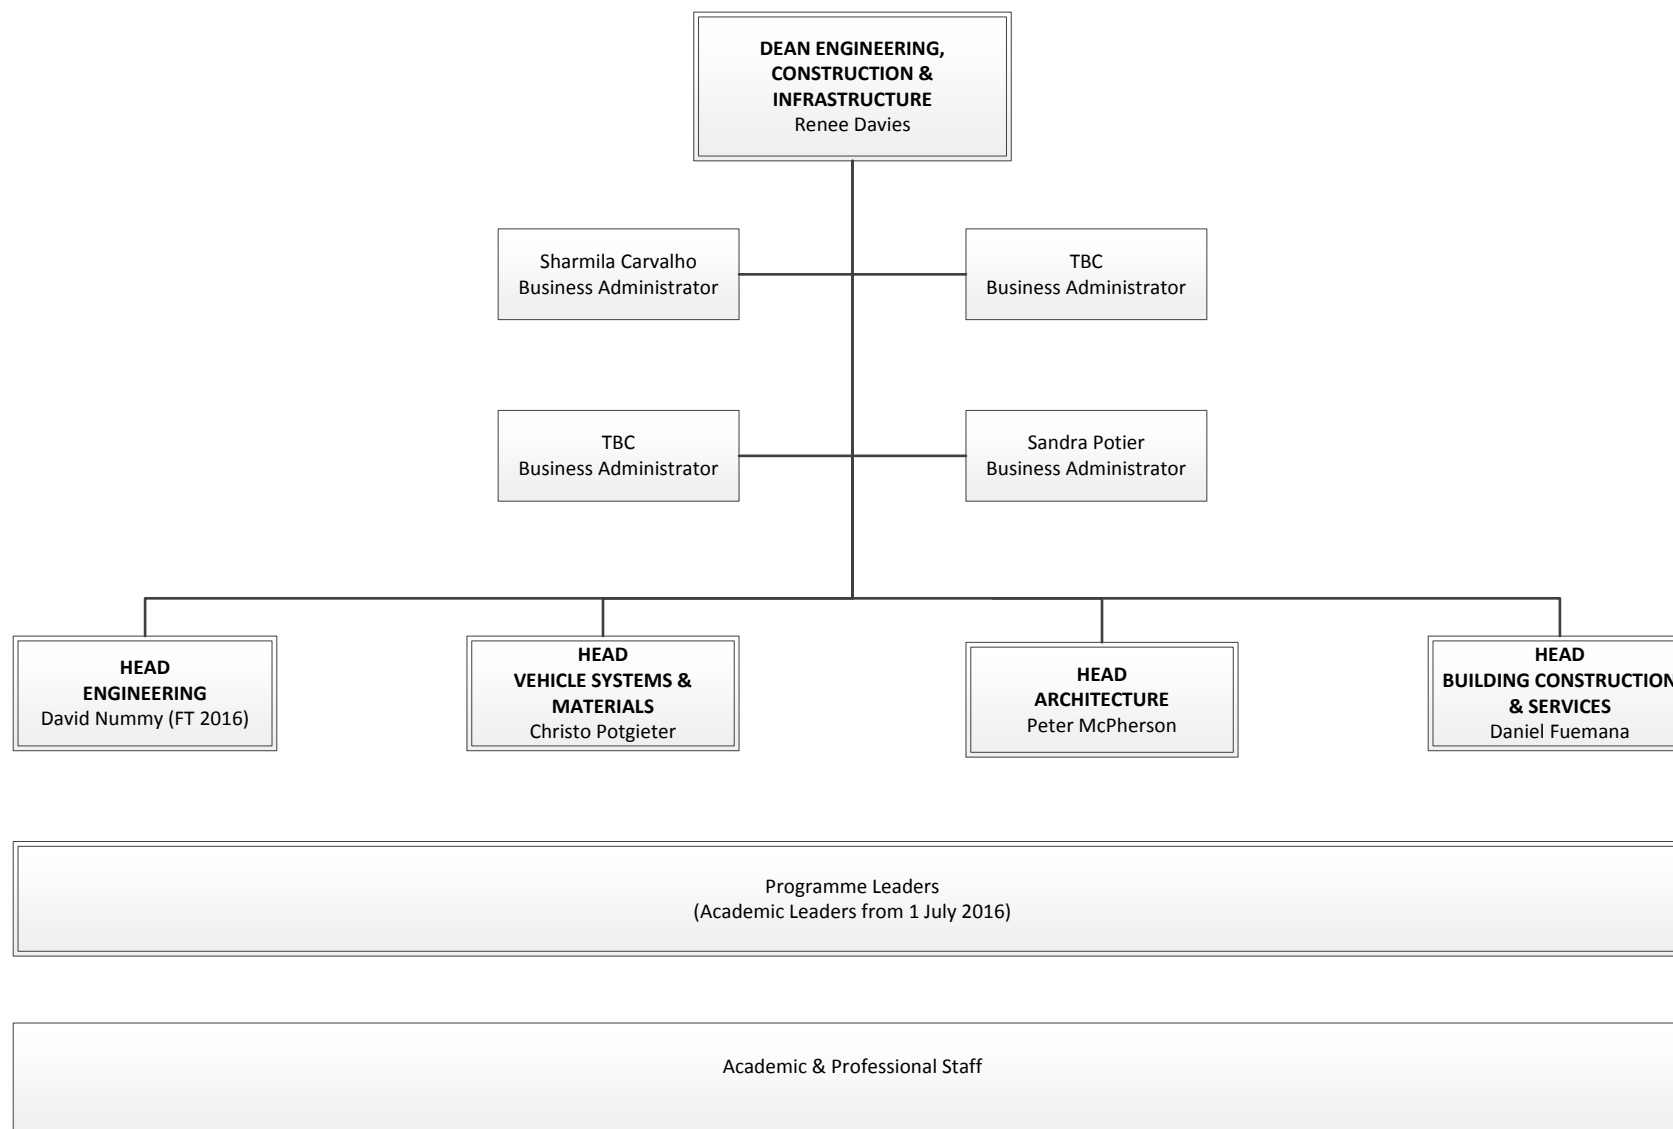 DEAN ENGINEERING,
CONSTRUCTION &
INFRASTRUCTURE
Renee Davies
Sharmila Carvalho
Business Administrator
TBC
Business Administrator
TBC
Business Administrator
Sandra Potier
Business Administrator
HEAD
ENGINEERING
David Nummy (FT 2016)
HEAD
VEHICLE SYSTEMS &
MATERIALS
Christo Potgieter
HEAD
ARCHITECTURE
Peter McPherson
HEAD
BUILDING CONSTRUCTION
& SERVICES
Daniel Fuemana
Programme Leaders
(Academic Leaders from 1 July 2016)
Academic & Professional Staff